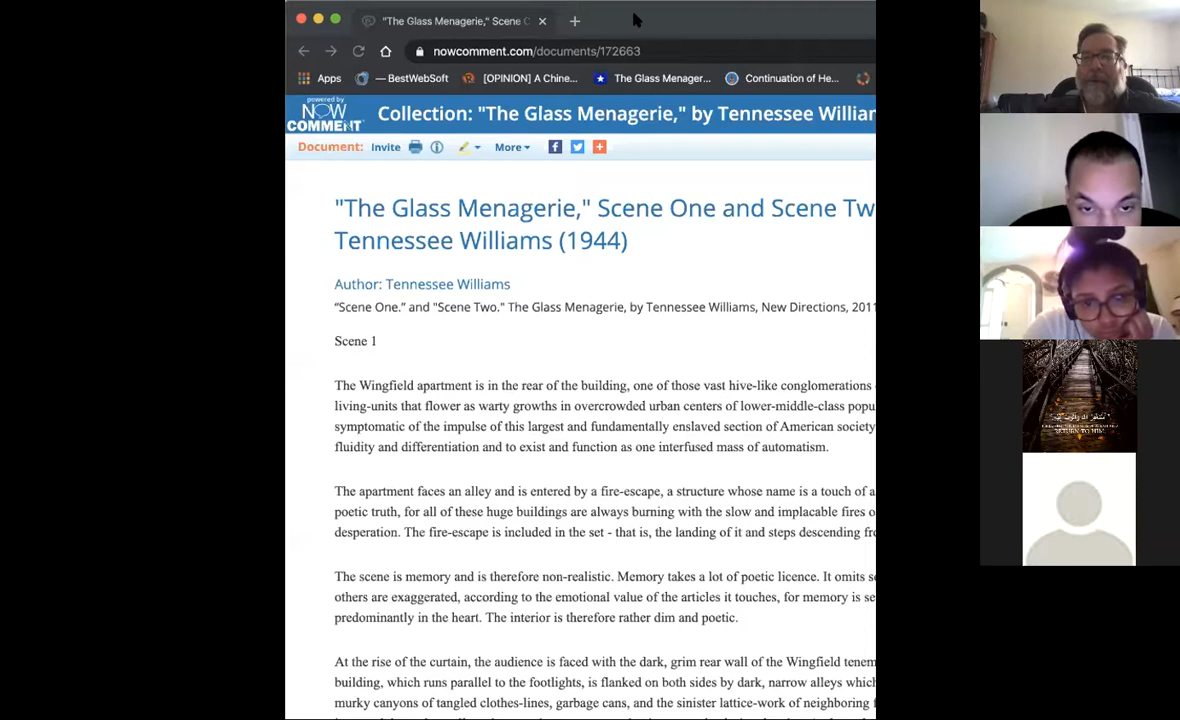 "The Glass Menagerie," Scene
nowcomment.com/documents/172663
Apps
— BestWebSoft
[OPINION] A Chine...
The Glass Menager...
Continuation of He...
powered by
NOW
COMMENT
Collection: "The Glass Menagerie," by Tennessee Williar
Document: Invite
More
"The Glass Menagerie," Scene One and Scene Tw
Tennessee Williams (1944)
Author: Tennessee Williams
“Scene One.” and "Scene Two." The Glass Menagerie, by Tennessee Williams, New Directions, 2011
Scene 1
The Wingfield apartment is in the rear of the building, one of those vast hive-like conglomerations
living-units that flower as warty growths in overcrowded urban centers of lower-middle-class popu
symptomatic of the impulse of this largest and fundamentally enslaved section of American society
fluidity and differentiation and to exist and function as one interfused mass of automatism.
The apartment faces an alley and is entered by a fire-escape, a structure whose name is a touch of a
poetic truth, for all of these huge buildings are always burning with the slow and implacable fires o
desperation. The fire-escape is included in the set - that is, the landing of it and steps descending fr
The scene is memory and is therefore non-realistic. Memory takes a lot of poetic licence. It omits s
others are exaggerated, according to the emotional value of the articles it touches, for memory is se
predominantly in the heart. The interior is therefore rather dim and poetic.
At the rise of the curtain, the audience is faced with the dark, grim rear wall of the Wingfield tenem
building, which runs parallel to the footlights, is flanked on both sides by dark, narrow alleys which
murky canyons of tangled clothes-lines, garbage cans, and the sinister lattice-work of neighboring f
RETURN TO HIM